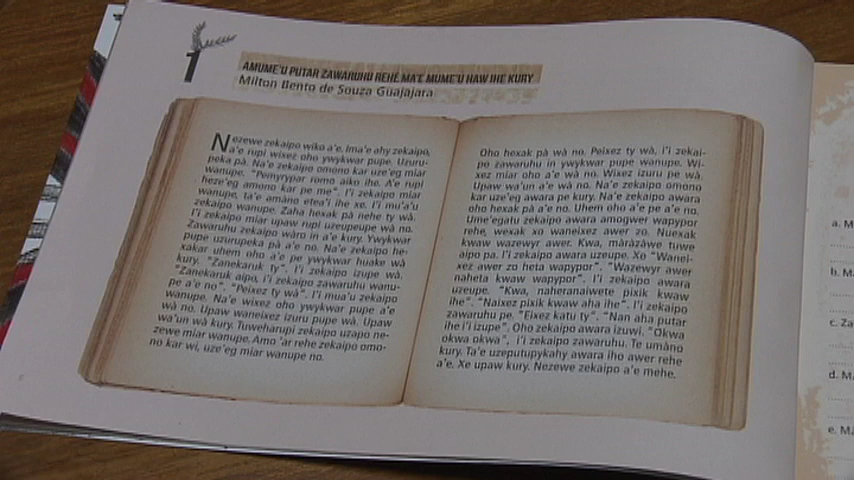 AMUME'U PUTAR ZAWARUHU REHE MA'E MUME'U HAW IHE KURY
Milton Bento de Souza Guajajara
Nezewe zekaipo wiko a'e. Ima'e ahy zekaipo,
a'e rupi wixez oho ywykwar pupe. Uzuru-
peka pà. Na'e zekaipo omono kar uze'eg miar
wanupe. "Pemyrypar romo aiko ihe. A'e rupi
heze'eg amono kar pe me". I'i zekaipo miar
wanupe, ta'e amàno etea'i ihe xe. I'i mu'a'u
zekaipo wanupe. Zaha hexak pà nehe ty wà.
I'i zekaipo miar upaw rupi uzeupeupe wà no.
Zawaruhu zekaipo wàro in a'e kury. Ywykwar
pupe uzurupeka pà a'e no. Na'e zekaipo he-
xakar uhem oho a'e pe ywykwar huake wà
kury. "Zanekaruk ty". I'i zekaipo izupe wà.
"Zanekaruk aipo, i'i zekaipo zawaruhu wanu-
pe a'e no". "Peixez ty wà". I'i mua'u zekaipo
wanupe. Na'e wixez oho ywykwar pupe a'e
wà no. Upaw waneixez izuru pupe wà. Upaw
wa'un a'e wà kury. Tuweharupi zekaipo uzapo ne-
zewe miar wanupe. Amo 'ar rehe zekaipo omo-
no kar wi, uze'eg miar wanupe no.
Oho hexak pà wà no. Peixez ty wà, i'i zekai-
po zawaruhu in ywykwar pupe wanupe. Wi-
xez miar oho a'e wà no. Wixez izuru pe wà.
Upaw wa'un a'e wà no. Na'e zekaipo omono
kar uze'eg awara pe kury. Na'e zekaipo awara
oho hexak pà a'e no. Uhem oho a'e pe a'e no.
Ume'egatu zekaipo awara amogwer wapypor
rehe, wexak xo waneixez awer zo. Nuexak
kwaw wazewyr awer. Kwa, màràzàwe tuwe
aipo pa. I'i zekaipo awara uzeupe. Xo "Wanei-
xez awer zo heta wapypor". "Wazewyr awer
naheta kwaw wapypor". I'i zekaipo awara
uzeupe. "Kwa, naheranaiwete pixik kwaw
ihe". "Naixez pixik kwaw aha ihe". I'i zekaipo
zawaruhu pe. "Eixez katu ty". "Nan aha putar
ihe i'i izupe". Oho zekaipo awara izuwi. "Okwa
okwa okwa", i'i zekaipo zawaruhu. Te umàno
kury. Ta'e uzeputupykahy awara iho awer rehe
a'e. Xe upaw kury. Nezewe zekaipo a'e mehe.
a. M
b. M
c. Za
d. M
e. M